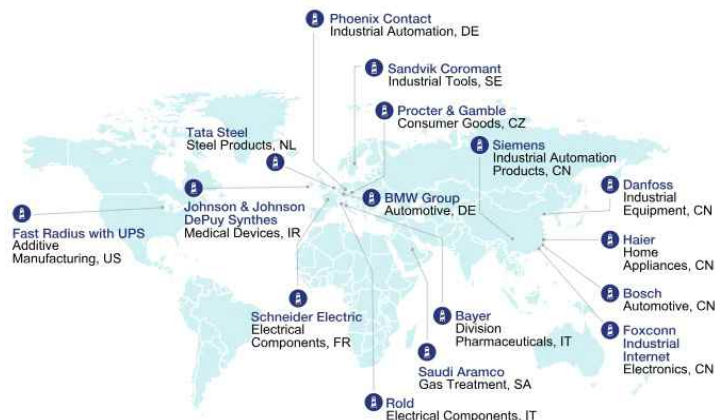 Phoenix Contact
Industrial Automation, DE
Sandvik Coromant
Industrial Tools, SE
Procter & Gamble
Consumer Goods, CZ
Tata Steel
Steel Products, NL
Siemens
Industrial Automation
Products, CN
Johnson & Johnson
DePuy Synthes
Medical Devices, IR
BMW Group
Automotive, DE
Danfoss
Industrial
Equipment, CN
Fast Radius with UPS
Additive
Manufacturing, US
Haier
Home
Appliances, CN
Schneider Electric
Electrical
Components, FR
Bayer
Division
Pharmaceuticals, IT
Bosch
Automotive, CN
Foxconn
Industrial
Internet
Electronics, CN
Saudi Aramco
Gas Treatment, SA
Rold
Electrical Components, IT